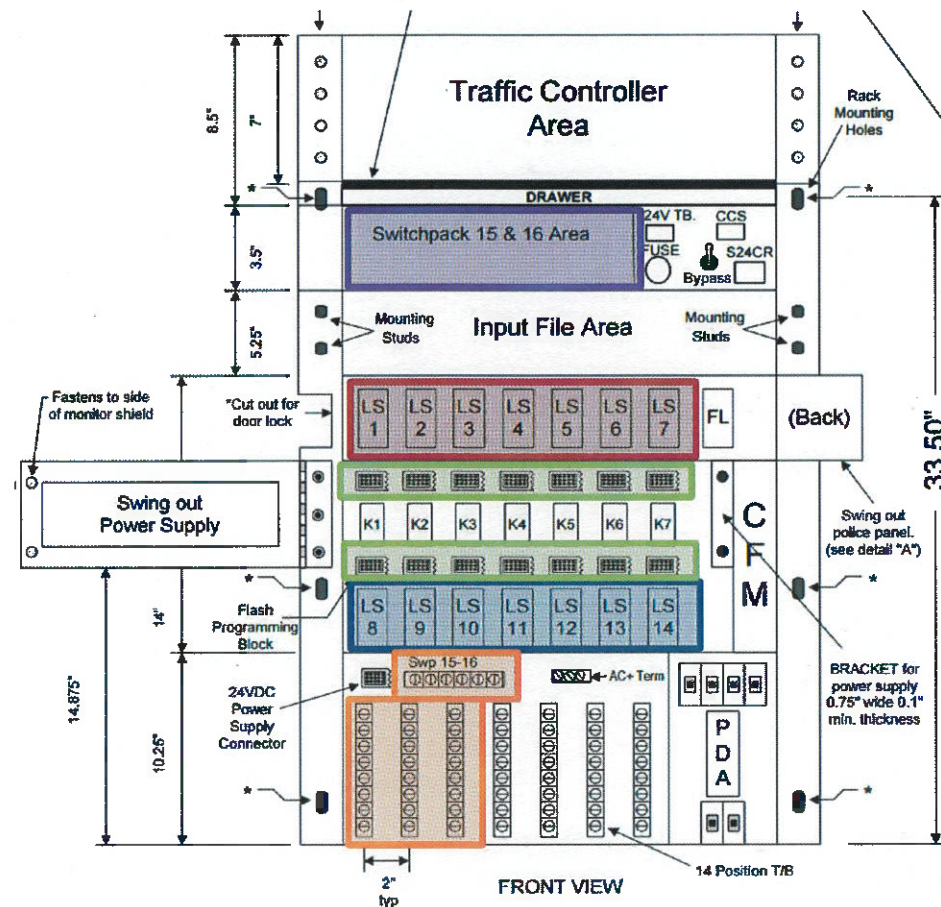 Traffic Controller
Area
8.5"
7"
Rack
Mounting
Holes
*
*
DRAWER
Switchpack 15 & 16 Area
24V TB.
CCS
FUSE
S24CR
Bypass
3.5"
5.25"
Mounting
Studs
Input File Area
Mounting
Studs
Fastens to side
of monitor shield
*Cut out for
door lock
LS
1
LS
2
LS
3
LS
4
LS
5
LS
6
LS
7
FL
(Back)
33.50"
Swing out
Power Supply
K1
K2
K3
K4
K5
K6
K7
C
F
M
Swing out
police panel.
(see detail "A")
*
*
14"
Flash
Programming
Block
LS
8
LS
9
LS
10
LS
11
LS
12
LS
13
LS
14
14.875"
10.25"
Swp 15-16
AC+ Term
24VDC
Power
Supply
Connector
BRACKET for
power supply
0.75" wide 0.1"
min. thickness
P
D
A
*
*
2"
typ
14 Position T/B
FRONT VIEW